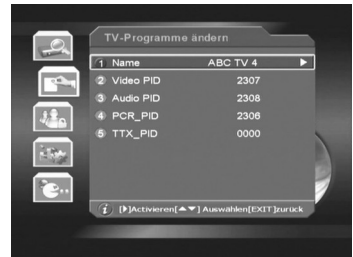 TV-Programme ändern
1 Name ABC TV 4
2 Video PID 2307
3 Audio PID 2308
4 PCR_PID 2306
5 TTX_PID 0000
[▶]Activieren[▲▼]Auswählen[EXIT]zurück